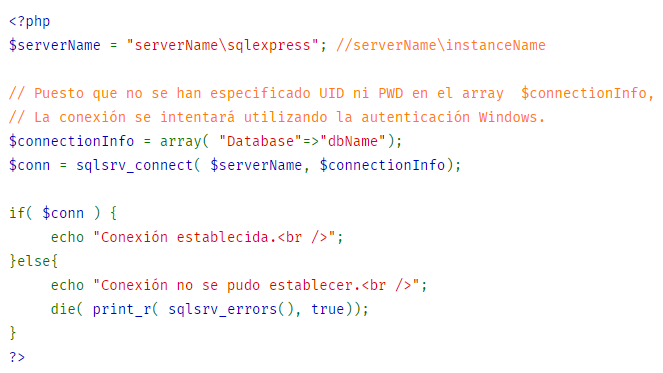 <?php
$serverName = "serverName\sqlexpress"; //serverName\instanceName
// Puesto que no se han especificado UID ni PWD en el array  $connectionInfo,
// La conexión se intentará utilizando la autenticación Windows.
$connectionInfo = array( "Database"=>"dbName");
$conn = sqlsrv_connect( $serverName, $connectionInfo);
if( $conn ) {
     echo "Conexión establecida.<br />";
}else{
     echo "Conexión no se pudo establecer.<br />";
     die( print_r( sqlsrv_errors(), true));
}
?>